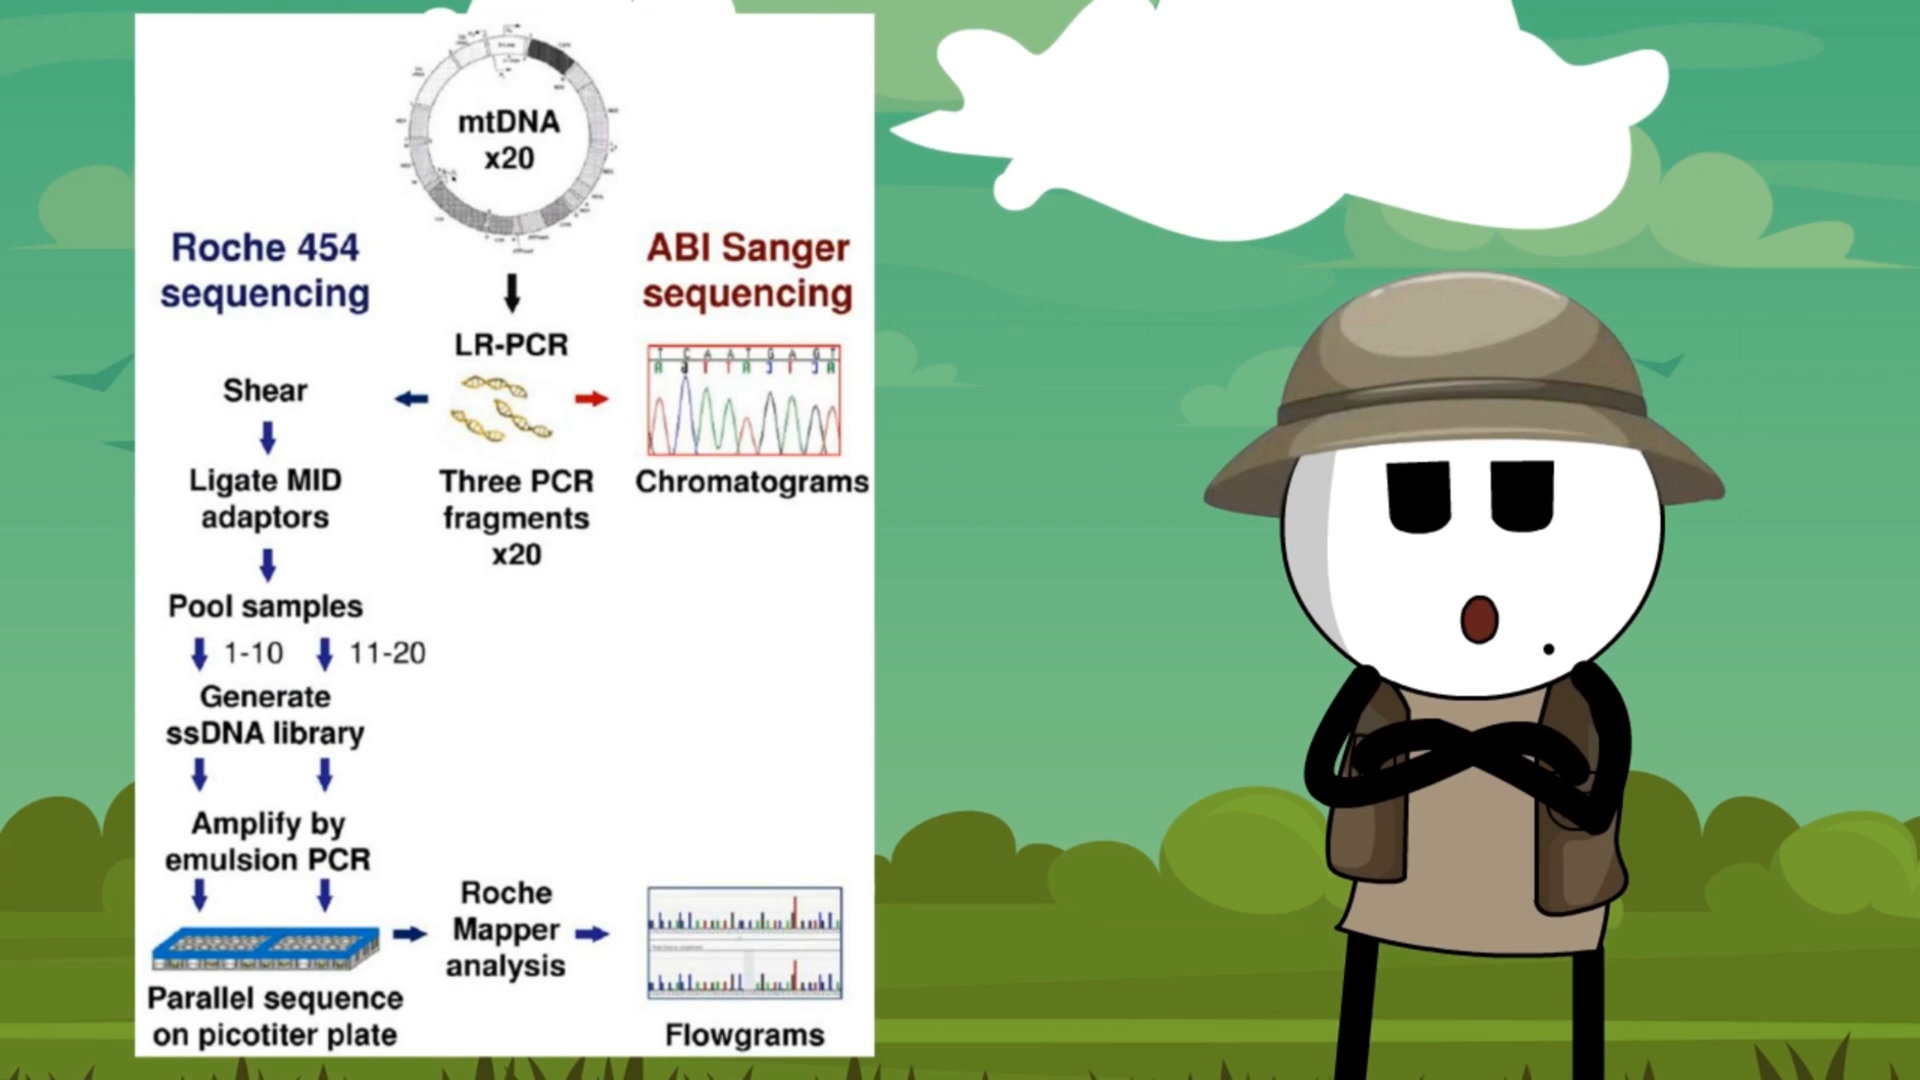 mtDNA
x20
Roche 454
sequencing
ABI Sanger
sequencing
LR-PCR
T C A A T G A G T
Shear
Ligate MID
adaptors
Three PCR
fragments
x20
Chromatograms
Pool samples
1-10 11-20
Generate
ssDNA library
Amplify by
emulsion PCR
Roche
Mapper
analysis
Parallel sequence
on picotiter plate
Flowgrams